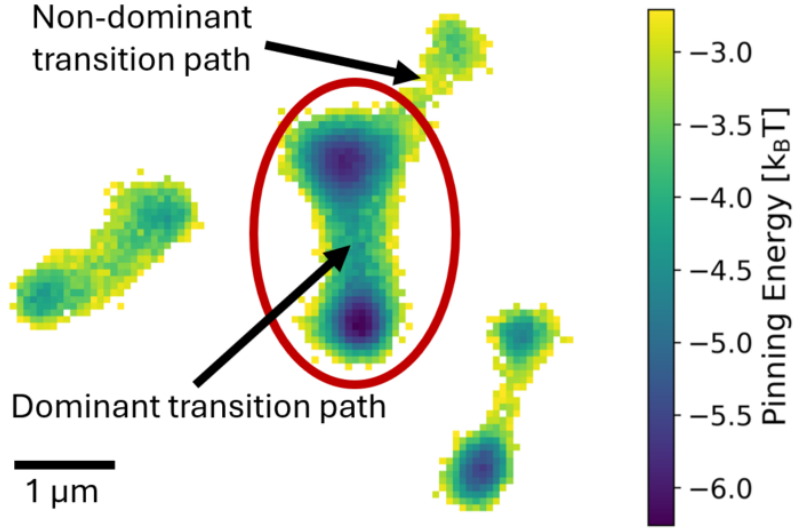 Non-dominant
transition path
Dominant transition path
1 μm
−3.0
−3.5
−4.0
−4.5
−5.0
−5.5
−6.0
Pinning Energy [k_BT]